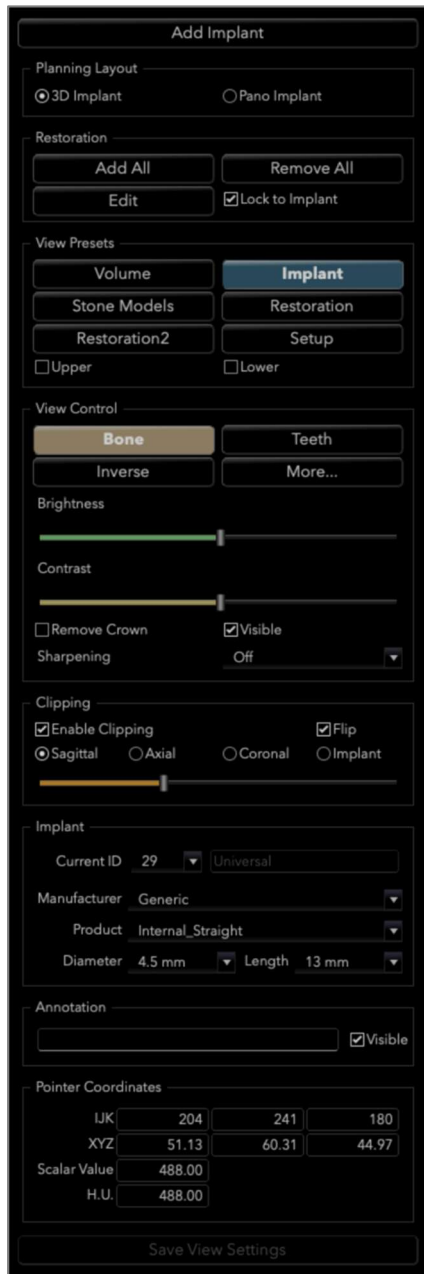 Add Implant
Planning Layout
3D Implant Pano Implant
Restoration
Add All Remove All
Edit Lock to Implant
View Presets
Volume Implant
Stone Models Restoration
Restoration2 Setup
Upper Lower
View Control
Bone Teeth
Inverse More...
Brightness
Contrast
Remove Crown Visible
Sharpening Off
Clipping
Enable Clipping Flip
Sagittal Axial Coronal Implant
Implant
Current ID 29 Universal
Manufacturer Generic
Product Internal_Straight
Diameter 4.5 mm Length 13 mm
Annotation
Visible
Pointer Coordinates
IJK 204 241 180
XYZ 51.13 60.31 44.97
Scalar Value 488.00
H.U. 488.00
Save View Settings